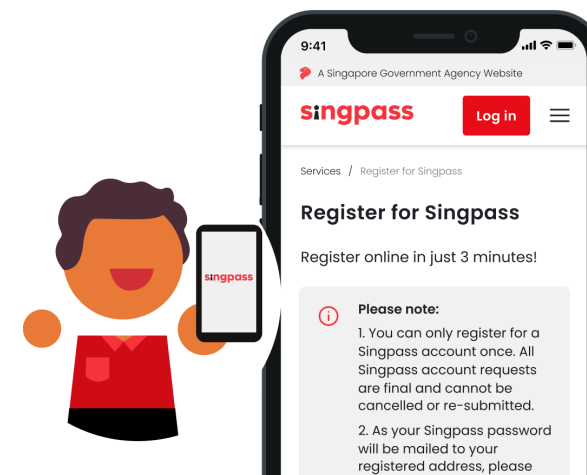 9:41
A Singapore Government Agency Website
singpass
Log in
Services / Register for Singpass
Register for Singpass
Register online in just 3 minutes!
Please note:
1. You can only register for a
Singpass account once. All
Singpass account requests
are final and cannot be
cancelled or re-submitted.
2. As your Singpass password
will be mailed to your
registered address, please
singpass